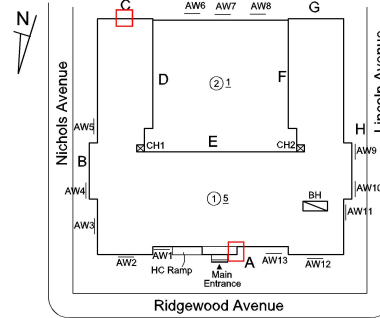 N
C
AW6
AW7
AW8
G
Nichols Avenue
Lincoln Avenue
D
② 1
F
AW5
CH1
E
CH2
H
AW9
B
AW4
AW10
① 5
BH
AW11
AW3
AW1
A
AW2
HC Ramp
Main
Entrance
AW13
AW12
Ridgewood Avenue